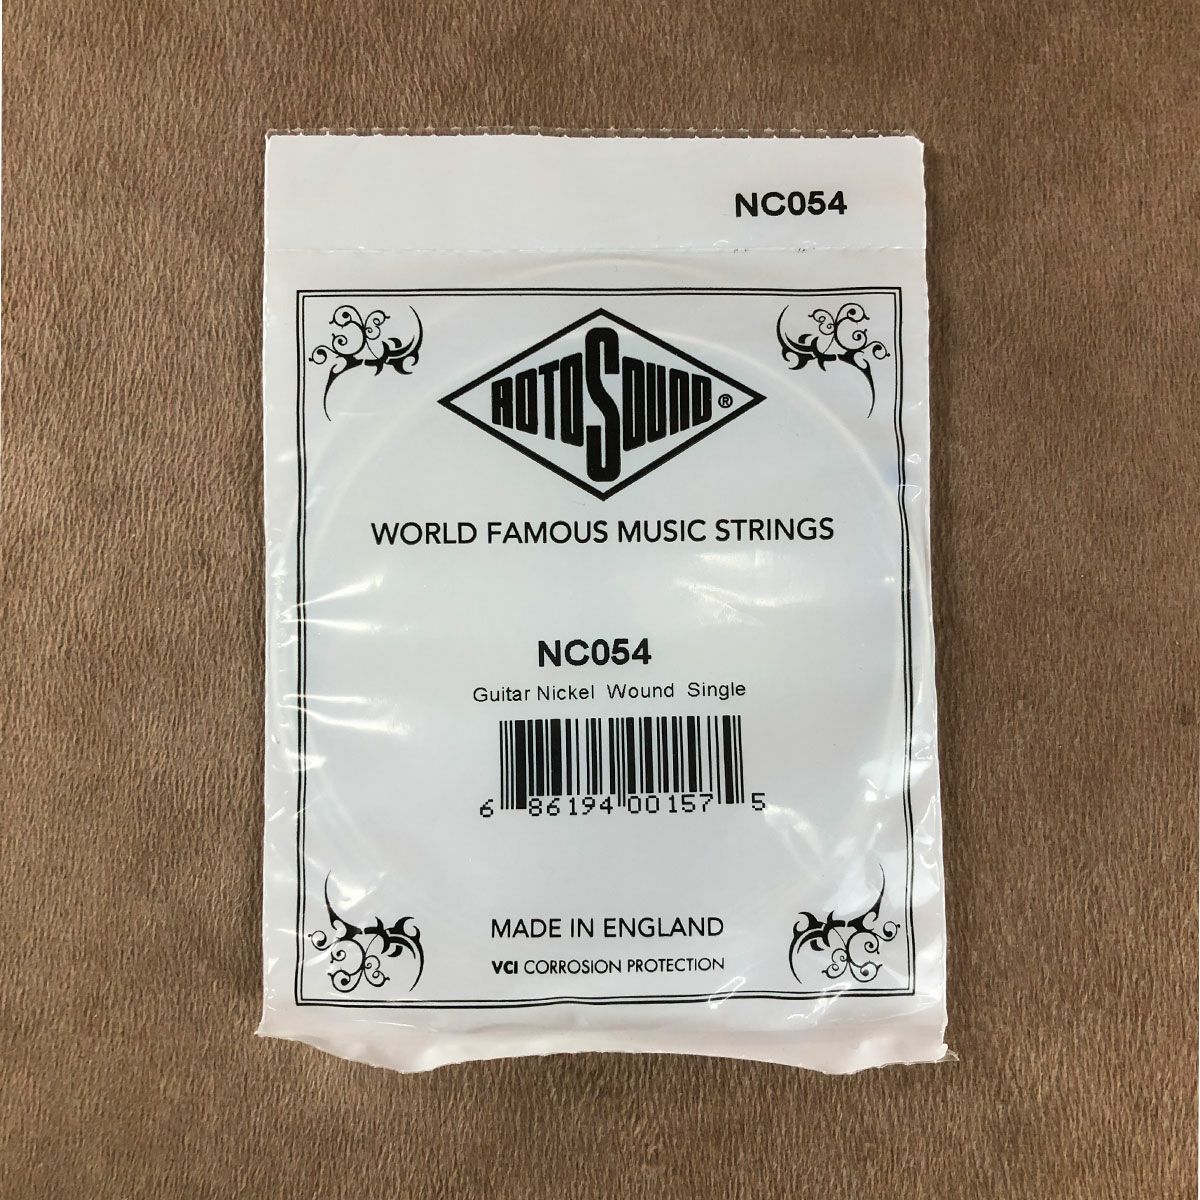 NC054
ROTOSOUND®
WORLD FAMOUS MUSIC STRINGS
NC054
Guitar Nickel Wound Single
6 86194 00157 5
MADE IN ENGLAND
VCI CORROSION PROTECTION